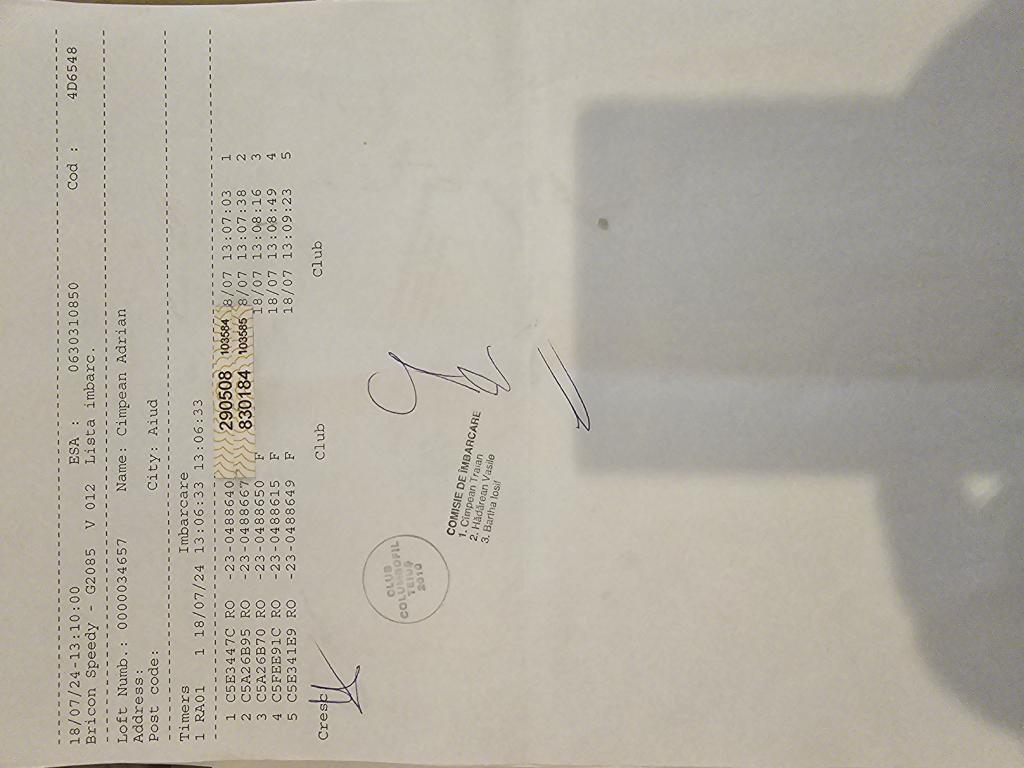 18/07/24-13:10:00 ESA : 0630310850 Cod : 4D6548
Bricon Speedy - G2085 V 012 Lista imbarc.
Loft Numb.: 0000034657 Name: Cimpean Adrian
Address:
Post code: City: Aiud
Timers Imbarcare
1 RA01 1 18/07/24 13:06:33 13:06:33
1 C5E3447C RO -23-0488640 290508 103584 8/07 13:07:03 1
2 C5A26B95 RO -23-0488667 830184 103585 8/07 13:07:38 2
3 C5A26B70 RO -23-0488650 F 18/07 13:08:16 3
4 C5FEE91C RO -23-0488615 F 18/07 13:08:49 4
5 C5E341E9 RO -23-0488649 F 18/07 13:09:23 5
Cresc Club Club
CLUB
COLUMBOFIL
TEIUȘ
2010
COMISIE DE ÎMBARCARE
1. Cîmpean Traian
2. Hădărean Vasile
3. Bartha Iosif